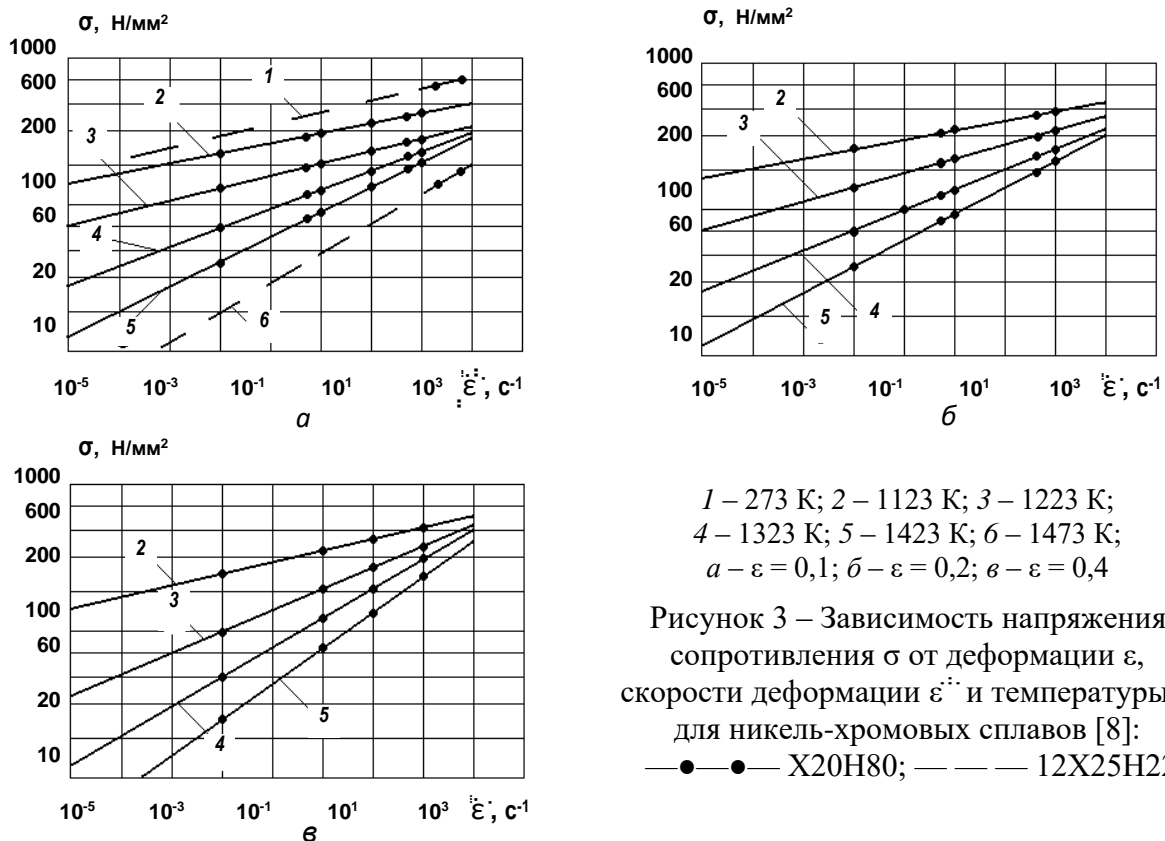 σ, Н/мм²
1000
600
200
100
60
20
10
1
2
3
4
5
6
10⁻⁵ 10⁻³ 10⁻¹ 10¹ 10³ ε̇, с⁻¹
а
σ, Н/мм²
1000
600
200
100
60
20
10
2
3
5 4
10⁻⁵ 10⁻³ 10⁻¹ 10¹ 10³ ε̇, с⁻¹
б
σ, Н/мм²
1000
600
200
100
60
20
10
2
3
4
5
10⁻⁵ 10⁻³ 10⁻¹ 10¹ 10³ ε̇, с⁻¹
в
1 – 273 К; 2 – 1123 К; 3 – 1223 К;
4 – 1323 К; 5 – 1423 К; 6 – 1473 К;
а – ε = 0,1; б – ε = 0,2; в – ε = 0,4
Рисунок 3 – Зависимость напряжения
сопротивления σ от деформации ε,
скорости деформации ε̇ и температуры
для никель-хромовых сплавов [8]:
—●—●— Х20Н80; — — — 12Х25Н22